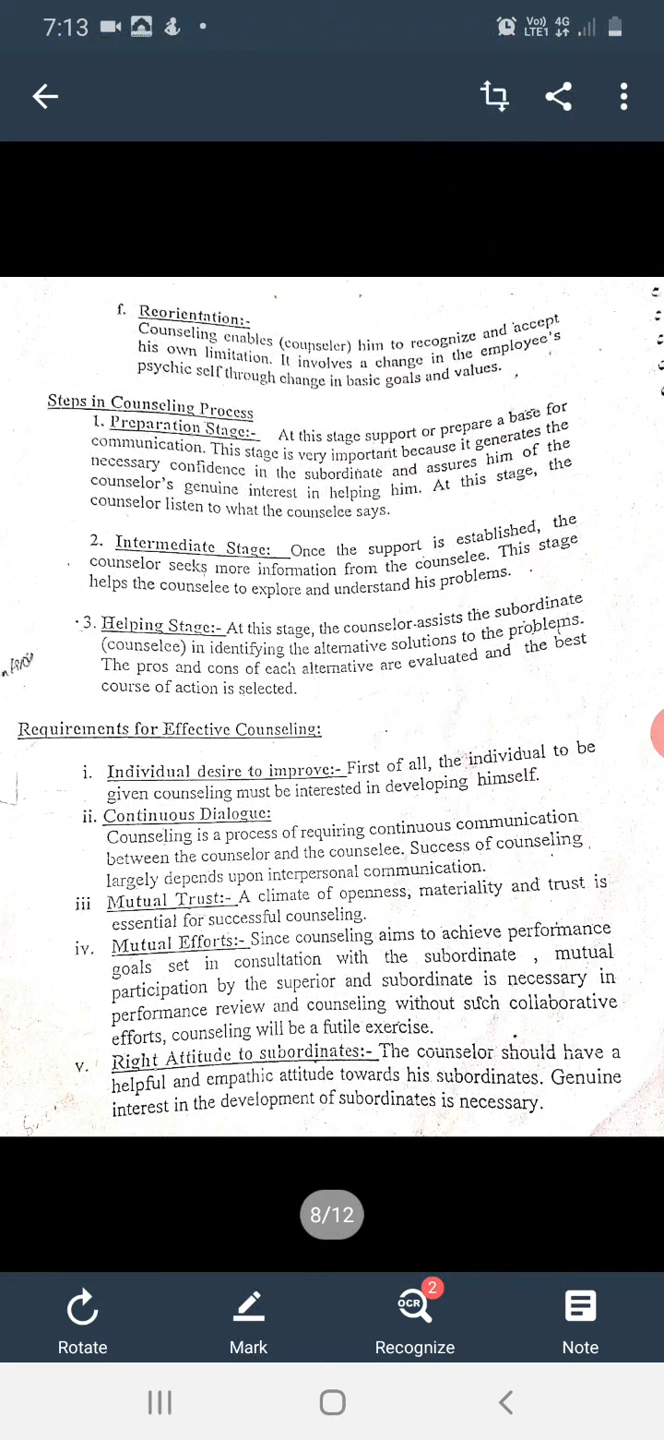 7:13
Vo)) 4G
LTE1
f. Reorientation:-
Counseling enables (counseler) him to recognize and accept
his own limitation. It involves a change in the employee's
psychic self through change in basic goals and values.
Steps in Counseling Process
1. Preparation Stage:- At this stage support or prepare a base for
communication. This stage is very important because it generates the
necessary confidence in the subordinate and assures him of the
counselor's genuine interest in helping him. At this stage, the
counselor listen to what the counselee says.
2. Intermediate Stage: Once the support is established, the
counselor seeks more information from the counselee. This stage
helps the counselee to explore and understand his problems.
3. Helping Stage:- At this stage, the counselor assists the subordinate
(counselee) in identifying the alternative solutions to the problems.
The pros and cons of each alternative are evaluated and the best
course of action is selected.
Requirements for Effective Counseling:
i. Individual desire to improve:- First of all, the individual to be
given counseling must be interested in developing himself.
ii. Continuous Dialogue:
Counseling is a process of requiring continuous communication
between the counselor and the counselee. Success of counseling
largely depends upon interpersonal communication.
iii Mutual Trust:- A climate of openness, materiality and trust is
essential for successful counseling.
iv. Mutual Efforts:- Since counseling aims to achieve performance
goals set in consultation with the subordinate , mutual
participation by the superior and subordinate is necessary in
performance review and counseling without such collaborative
efforts, counseling will be a futile exercise.
v. Right Attitude to subordinates:- The counselor should have a
helpful and empathic attitude towards his subordinates. Genuine
interest in the development of subordinates is necessary.
8/12
OCR 2
Rotate Mark Recognize Note